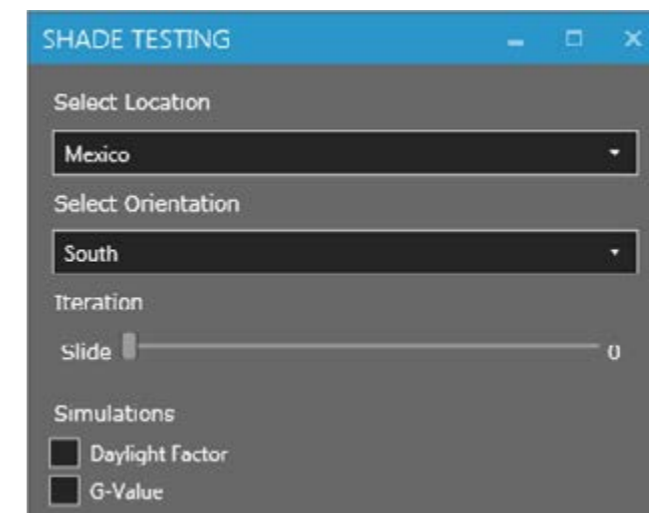 SHADE TESTING
Select Location
Mexico
Select Orientation
South
Iteration
Slide 0
Simulations
Daylight Factor
G-Value